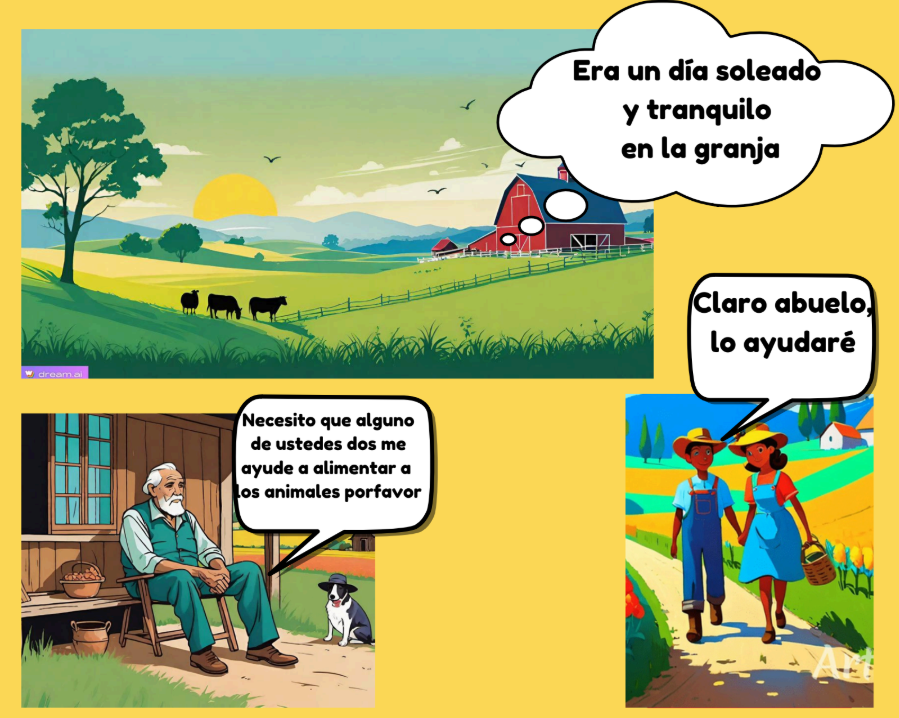 Era un día soleado
y tranquilo
en la granja
Claro abuelo,
lo ayudaré
Necesito que alguno
de ustedes dos me
ayude a alimentar a
los animales porfavor
dream.ai
Art